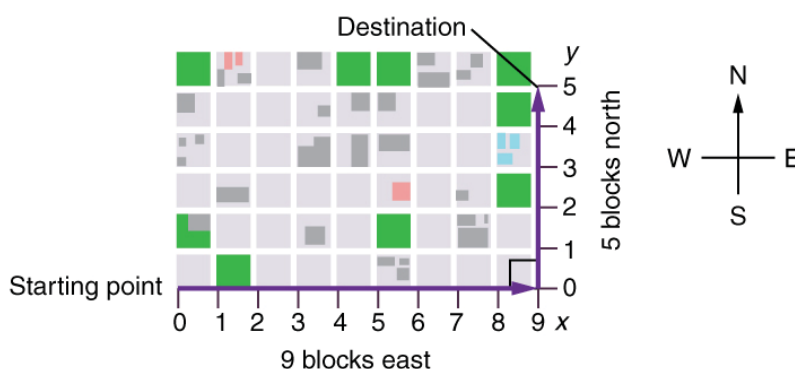 Destination
y
5
4
3
2
1
0
5 blocks north
Starting point
0 1 2 3 4 5 6 7 8 9 x
9 blocks east
N
W E
S